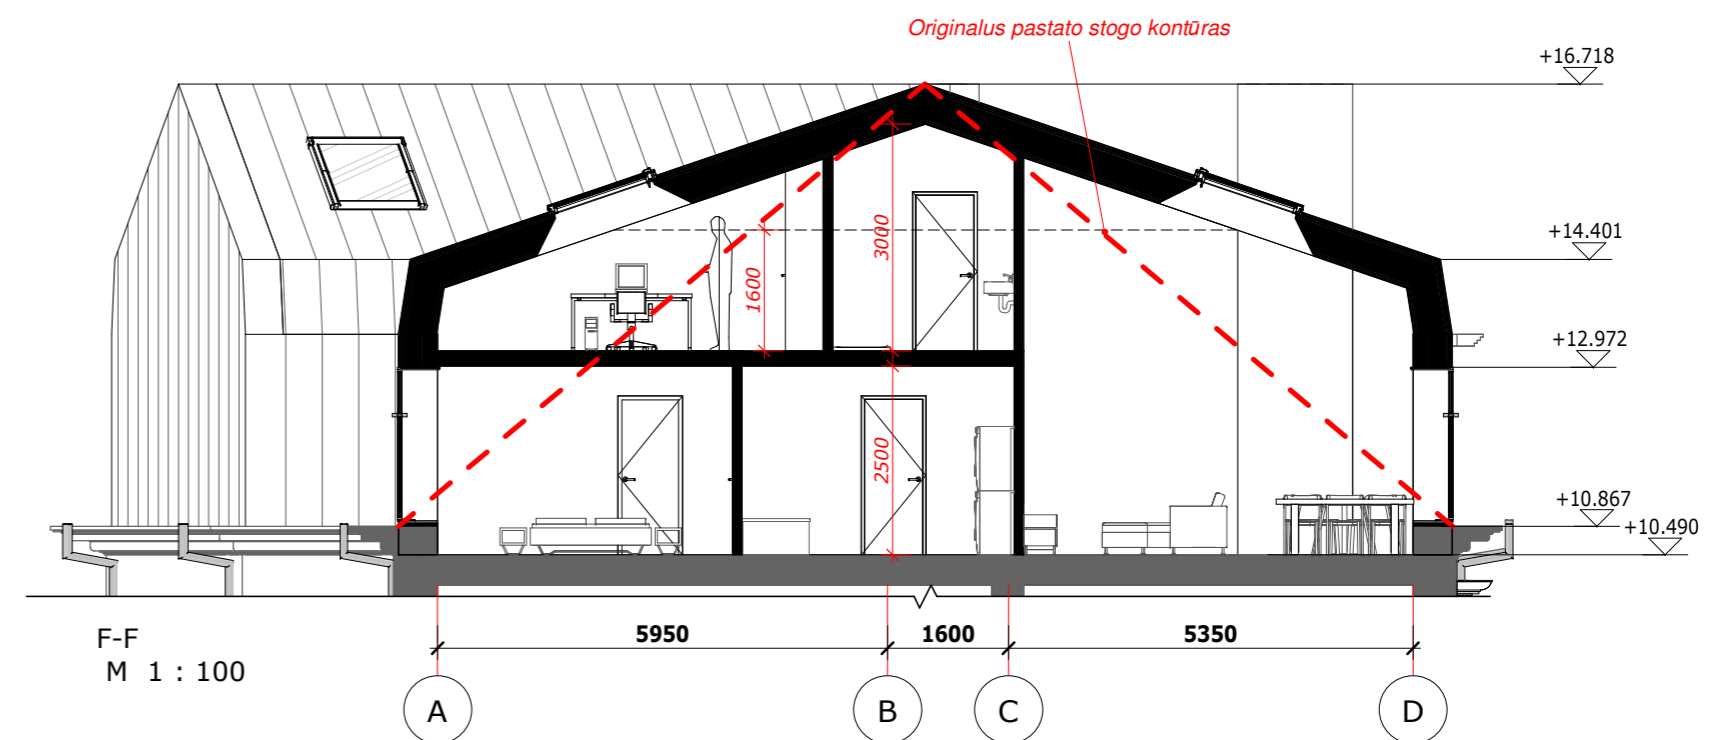 Originalus pastato stogo kontūras
+16.718
+14.401
3000
1600
+12.972
2500
+10.867
+10.490
5950
1600
5350
F-F
M 1 : 100
A
B
C
D